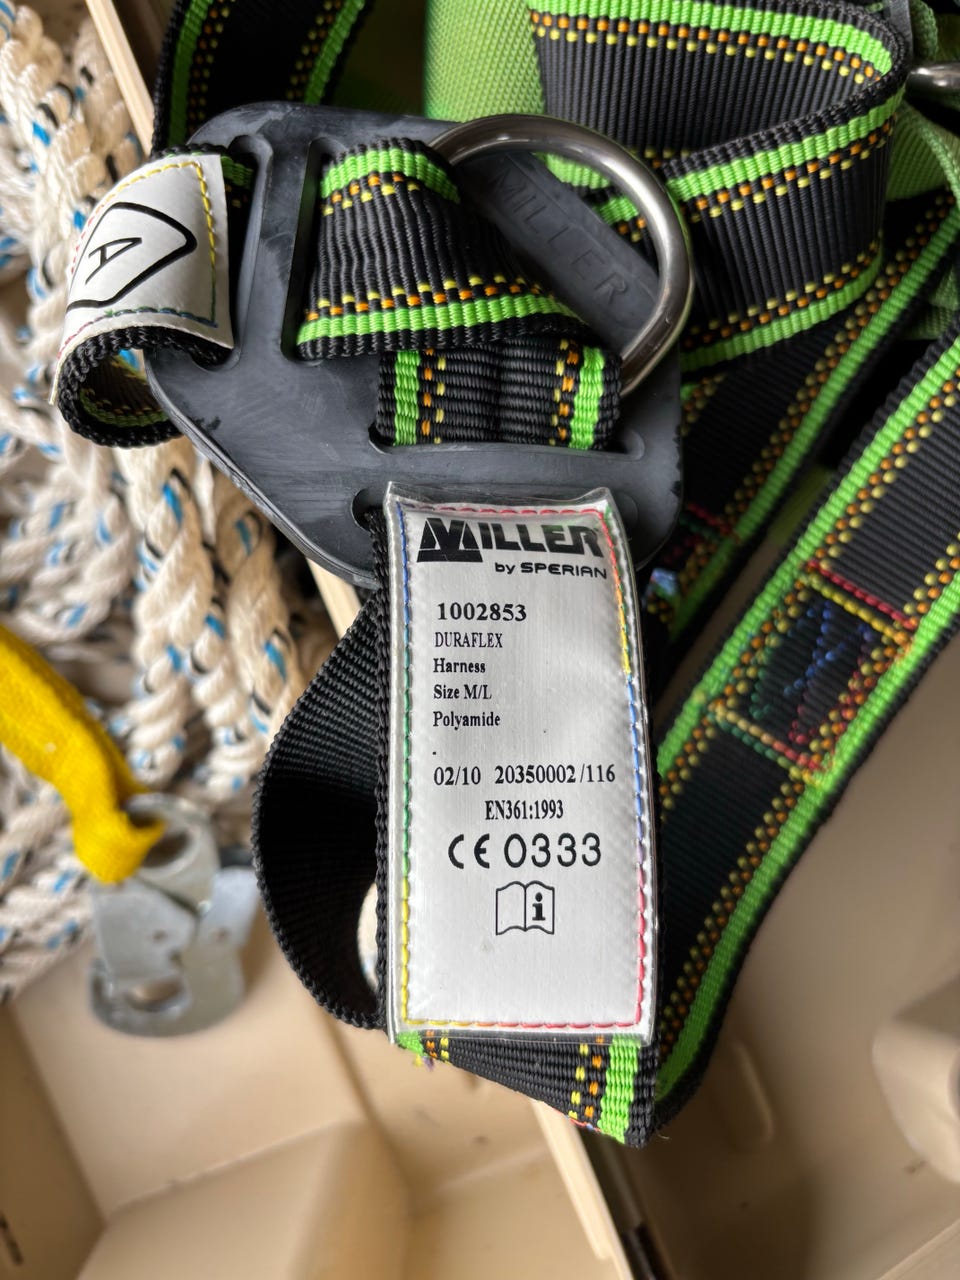 A
MILLER
MILLER
by SPERIAN
1002853
DURAFLEX
Harness
Size M/L
Polyamide
.
02/10 20350002/116
EN361:1993
CE 0333
i